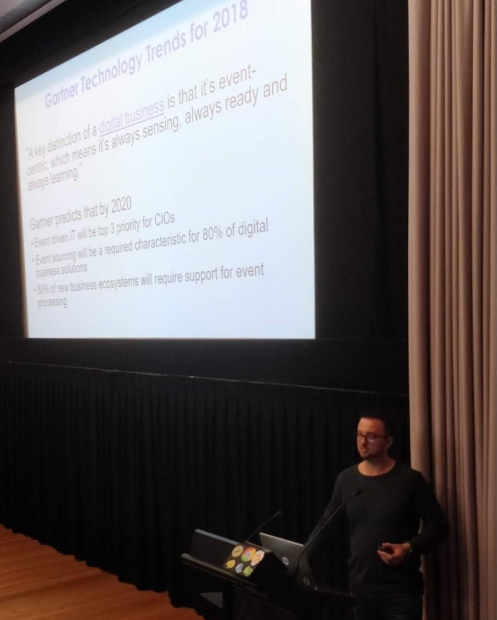 Gartner Technology Trends for 2018
"A key distinction of a digital business is that it's event-
centric, which means it's always sensing, always ready and
always learning."
Gartner predicts that by 2020
• Event driven IT will be top 3 priority for CIOs
• Event sourcing will be a required characteristic for 80% of digital
business solutions
• 80% of new business ecosystems will require support for event
processing